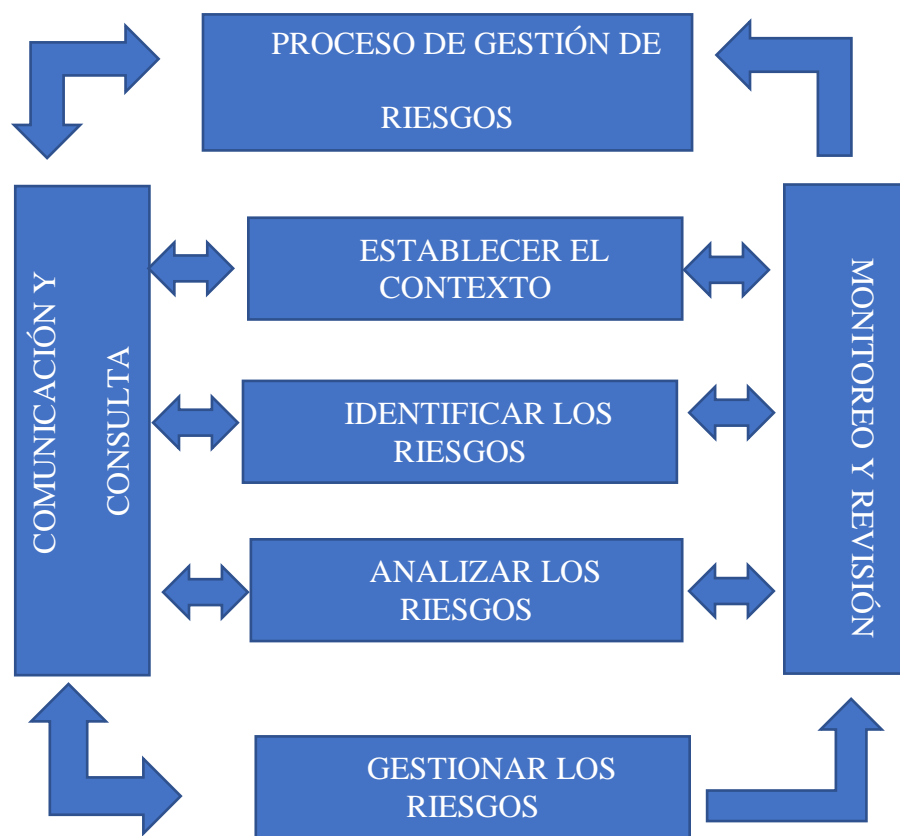 PROCESO DE GESTIÓN DE
RIESGOS
COMUNICACIÓN Y
CONSULTA
ESTABLECER EL
CONTEXTO
IDENTIFICAR LOS
RIESGOS
ANALIZAR LOS
RIESGOS
MONITOREO Y REVISIÓN
GESTIONAR LOS
RIESGOS